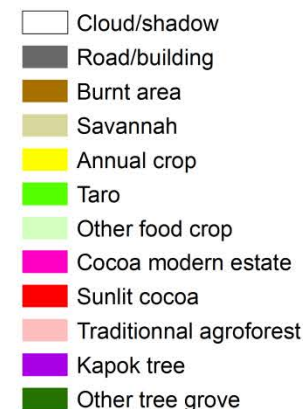 Cloud/shadow
Road/building
Burnt area
Savannah
Annual crop
Taro
Other food crop
Cocoa modern estate
Sunlit cocoa
Traditionnal agroforest
Kapok tree
Other tree grove